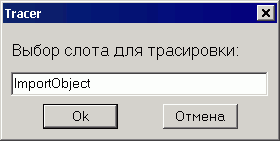 Tracer
Выбор слота для трасировки:
ImportObject
Ok
Отмена